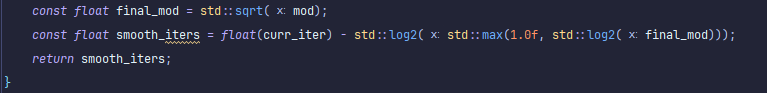 const float final_mod = std::sqrt( x: mod);
const float smooth_iters = float(curr_iter) - std::log2( x: std::max(1.0f, std::log2( x: final_mod)));
return smooth_iters;
}